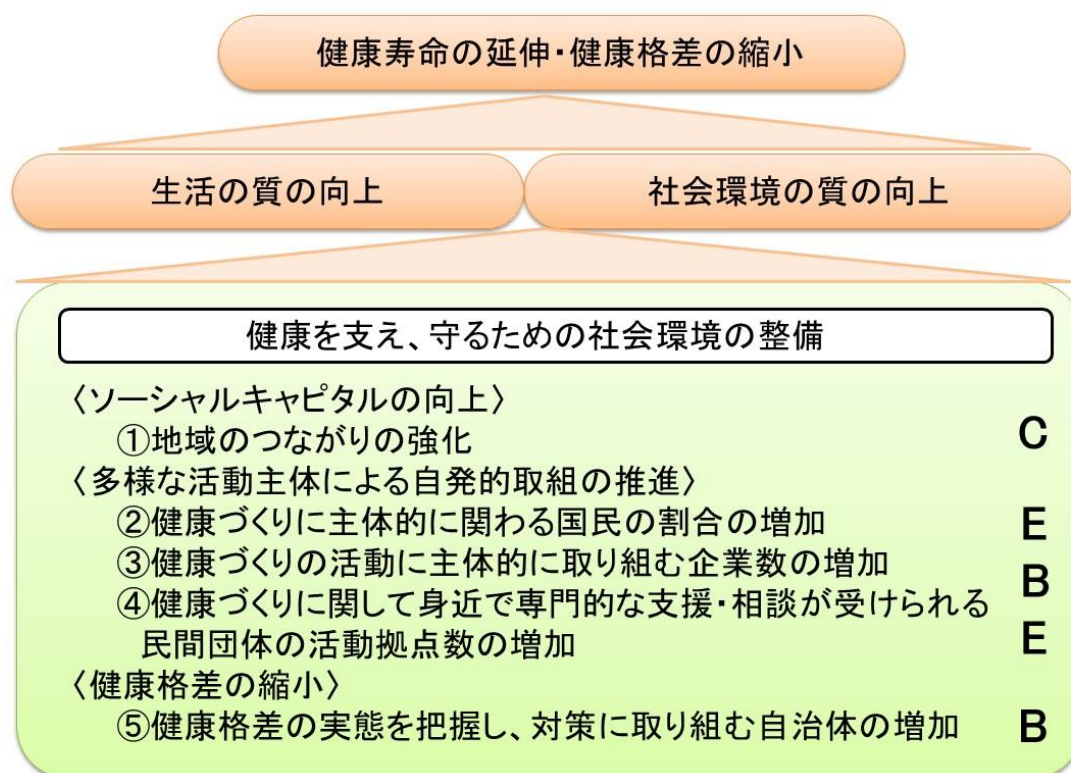 健康寿命の延伸・健康格差の縮小
生活の質の向上
社会環境の質の向上
健康を支え、守るための社会環境の整備
〈ソーシャルキャピタルの向上〉
①地域のつながりの強化 C
〈多様な活動主体による自発的取組の推進〉
②健康づくりに主体的に関わる国民の割合の増加 E
③健康づくりの活動に主体的に取り組む企業数の増加 B
④健康づくりに関して身近で専門的な支援・相談が受けられる
民間団体の活動拠点数の増加 E
〈健康格差の縮小〉
⑤健康格差の実態を把握し、対策に取り組む自治体の増加 B